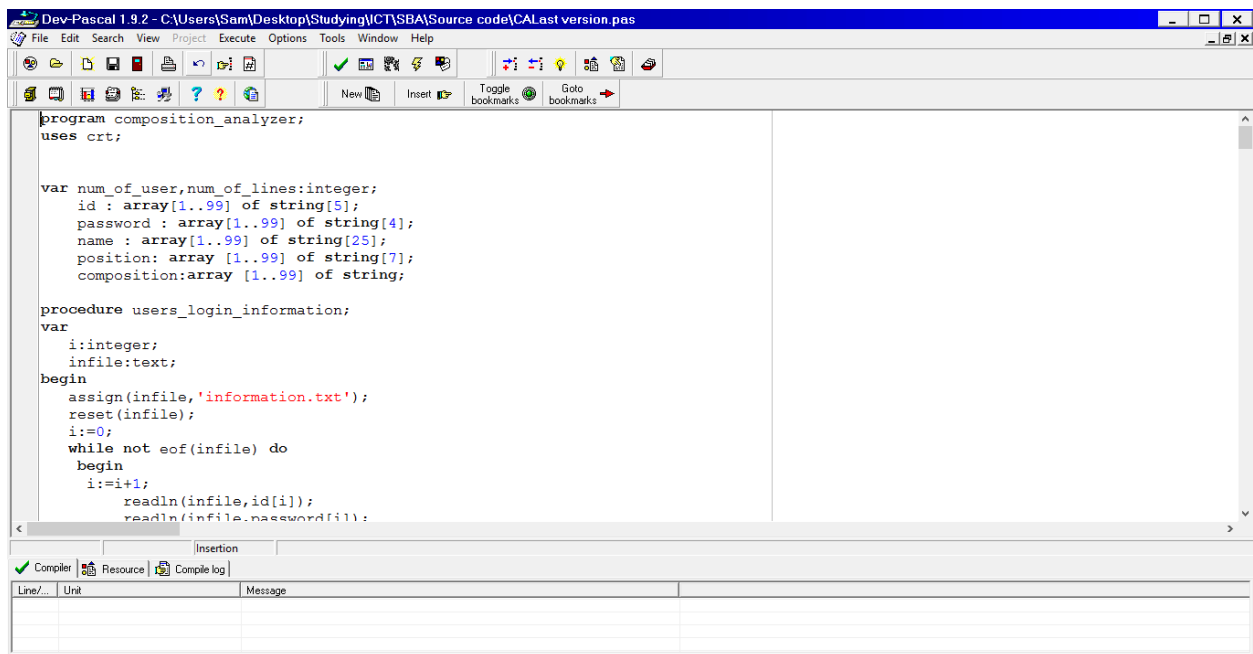 Dev-Pascal 1.9.2 - C:\Users\Sam\Desktop\Studying\ICT\SBA\Source code\CALast version.pas
File Edit Search View Project Execute Options Tools Window Help
New Insert Toggle bookmarks Goto bookmarks
program composition_analyzer;
uses crt;
var num_of_user,num_of_lines:integer;
id : array[1..99] of string[5];
password : array[1..99] of string[4];
name : array[1..99] of string[25];
position: array [1..99] of string[7];
composition:array [1..99] of string;
procedure users_login_information;
var
i:integer;
infile:text;
begin
assign(infile,'information.txt');
reset(infile);
i:=0;
while not eof(infile) do
begin
i:=i+1;
readln(infile,id[i]);
readln(infile,password[i]);
Insertion
Compiler Resource Compile log
Line/... Unit Message